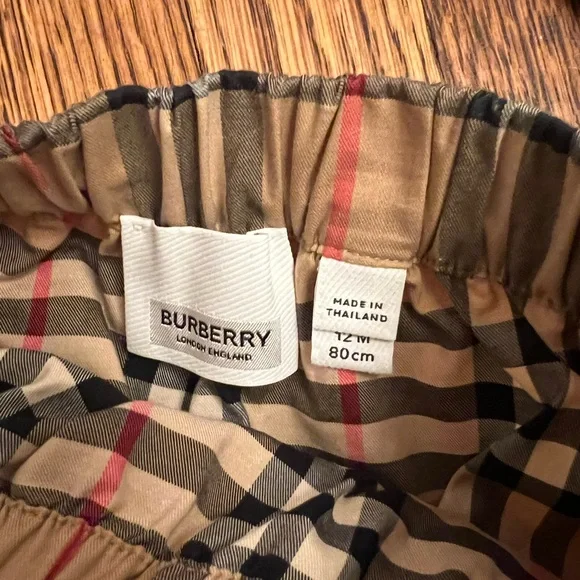 BURBERRY
LONDON ENGLAND
MADE IN
THAILAND
12 M
80cm